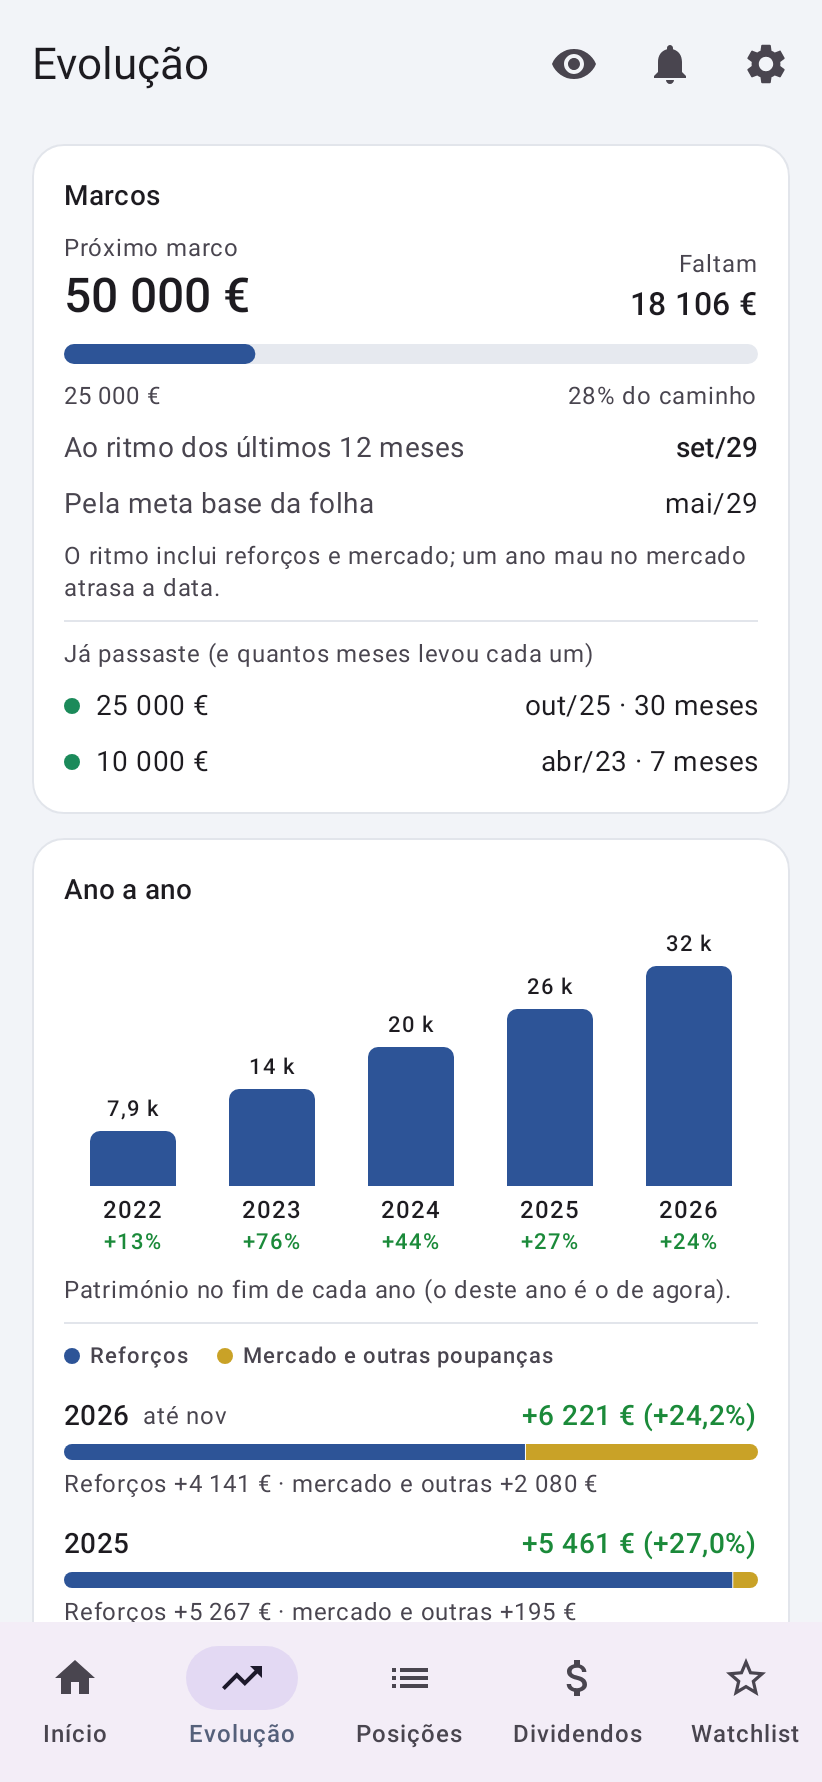 Evolução
Marcos
Próximo marco
50 000 €
Faltam
18 106 €
25 000 €
28% do caminho
Ao ritmo dos últimos 12 meses
set/29
Pela meta base da folha
mai/29
O ritmo inclui reforços e mercado; um ano mau no mercado
atrasa a data.
Já passaste (e quantos meses levou cada um)
25 000 €
out/25 · 30 meses
10 000 €
abr/23 · 7 meses
Ano a ano
7,9 k
14 k
20 k
26 k
32 k
2022
2023
2024
2025
2026
+13%
+76%
+44%
+27%
+24%
Património no fim de cada ano (o deste ano é o de agora).
Reforços
Mercado e outras poupanças
2026 até nov
+6 221 € (+24,2%)
Reforços +4 141 € · mercado e outras +2 080 €
2025
+5 461 € (+27,0%)
Reforços +5 267 € · mercado e outras +195 €
Início
Evolução
Posições
Dividendos
Watchlist